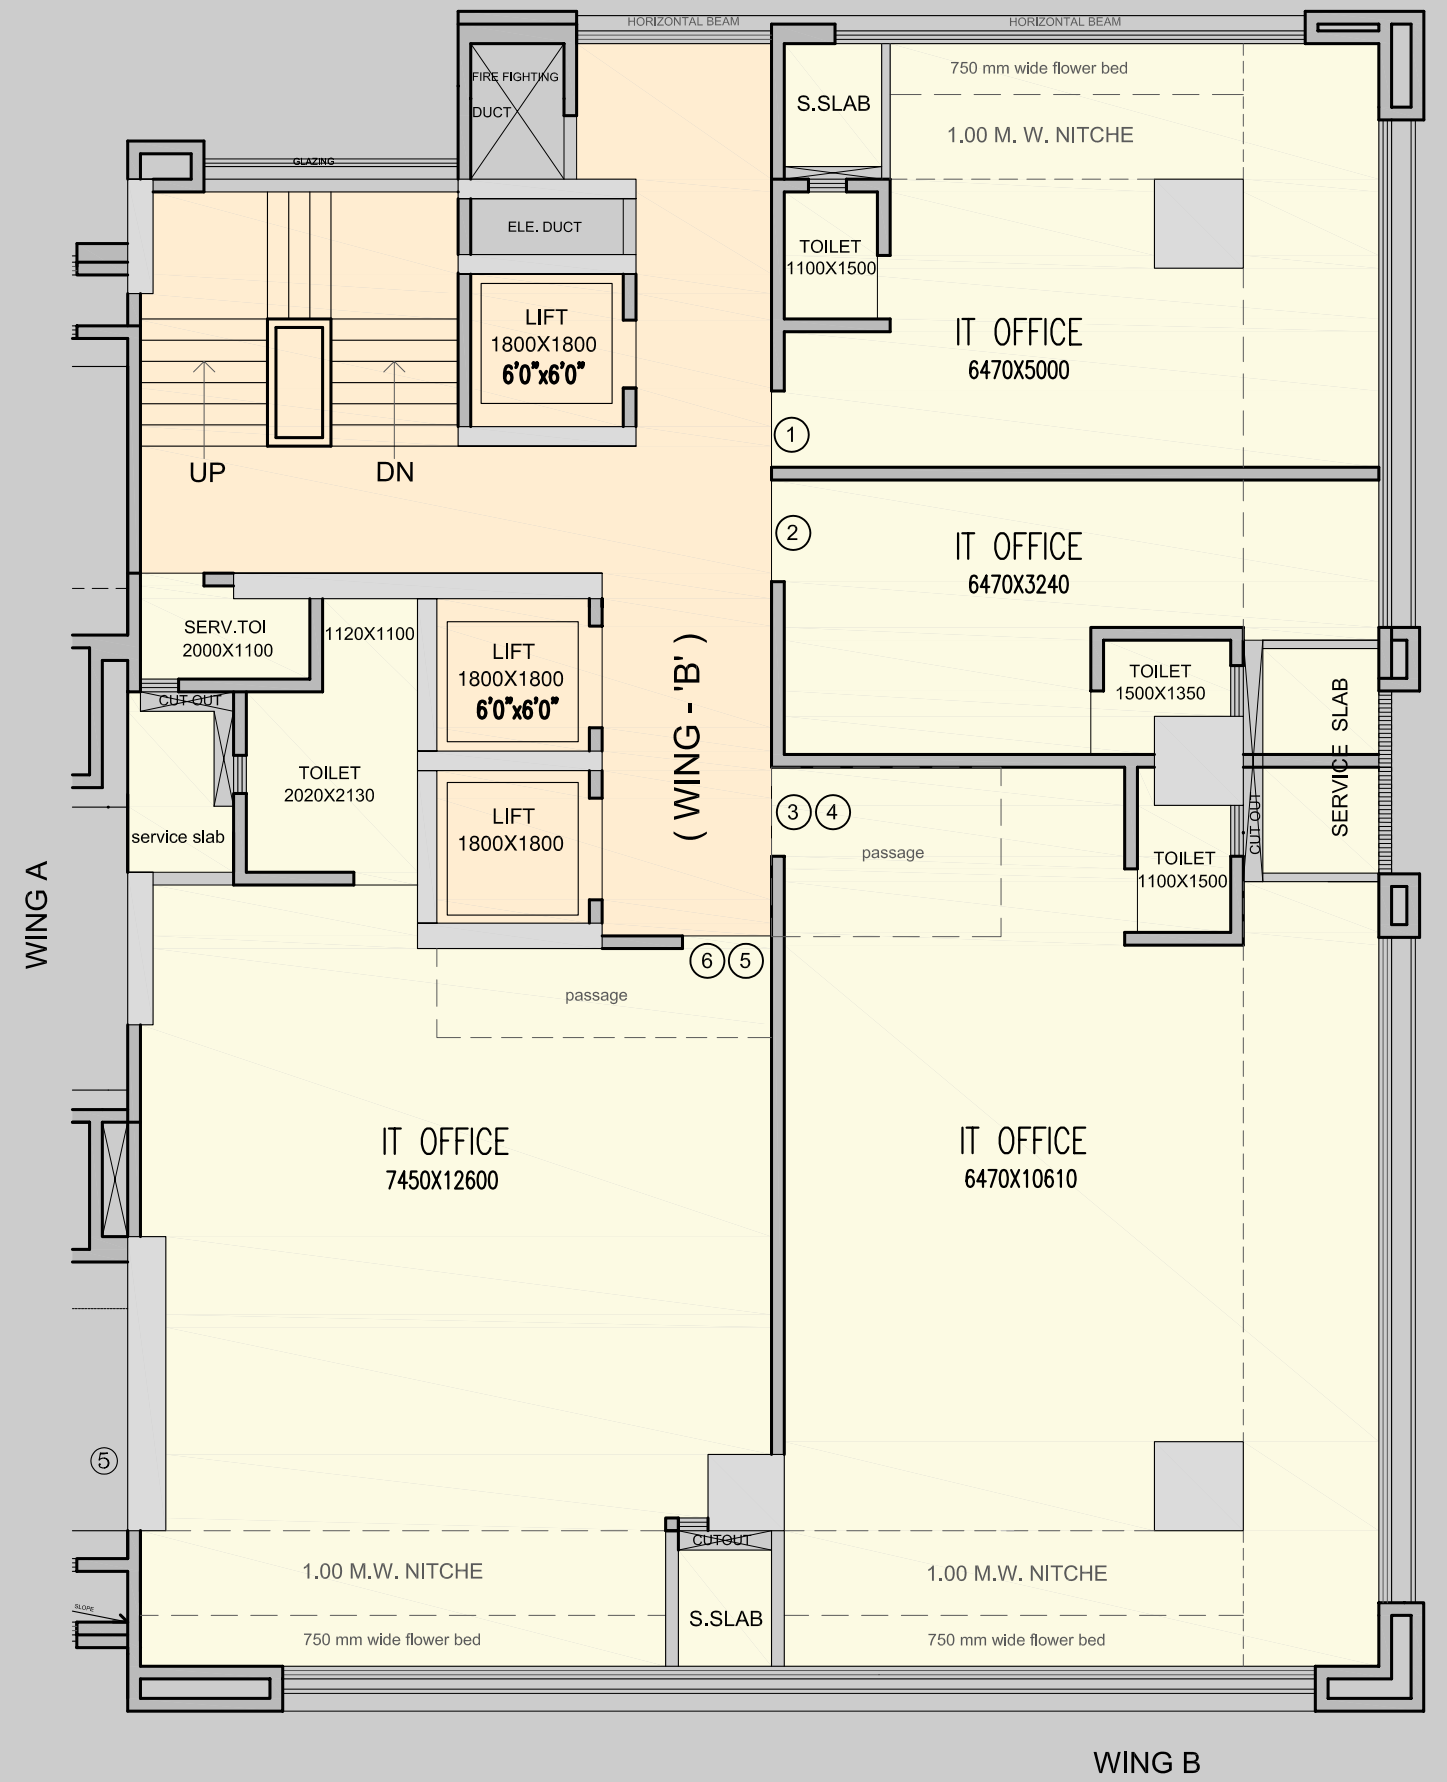 HORIZONTAL BEAM
HORIZONTAL BEAM
FIRE FIGHTING
DUCT
750 mm wide flower bed
S.SLAB
1.00 M. W. NITCHE
GLAZING
ELE. DUCT
TOILET
1100X1500
LIFT
1800X1800
6'0"x6'0"
IT OFFICE
6470X5000
1
UP
DN
2
IT OFFICE
6470X3240
SERV.TOI
2000X1100
1120X1100
LIFT
1800X1800
6'0"x6'0"
( WING - 'B' )
TOILET
1500X1350
SERVICE SLAB
CUT OUT
TOILET
2020X2130
service slab
LIFT
1800X1800
3
4
passage
CUT OUT
TOILET
1100X1500
WING A
6
5
passage
IT OFFICE
7450X12600
IT OFFICE
6470X10610
5
CUTOUT
1.00 M.W. NITCHE
1.00 M.W. NITCHE
SLOPE
S.SLAB
750 mm wide flower bed
750 mm wide flower bed
WING B